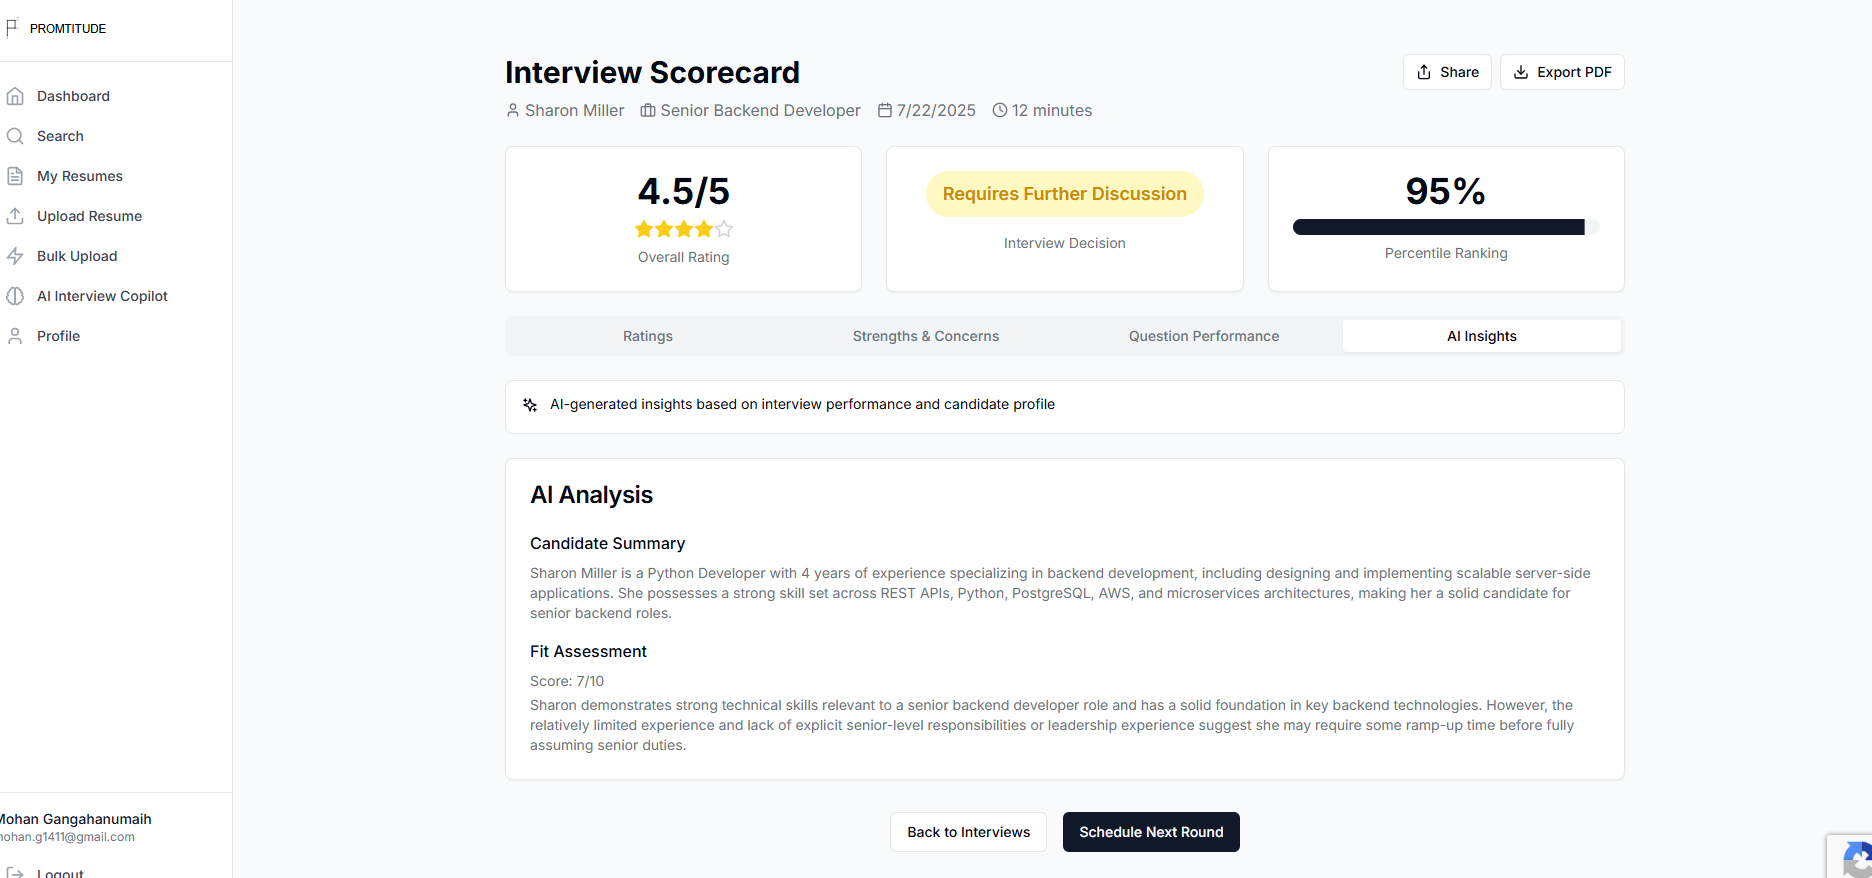 PROMTITUDE
Dashboard
Search
My Resumes
Upload Resume
Bulk Upload
AI Interview Copilot
Profile
Mohan Gangahanumaih
mohan.g1411@gmail.com
Logout
Interview Scorecard
Share
Export PDF
Sharon Miller Senior Backend Developer 7/22/2025 12 minutes
4.5/5
Overall Rating
Requires Further Discussion
Interview Decision
95%
Percentile Ranking
Ratings
Strengths & Concerns
Question Performance
AI Insights
AI-generated insights based on interview performance and candidate profile
AI Analysis
Candidate Summary
Sharon Miller is a Python Developer with 4 years of experience specializing in backend development, including designing and implementing scalable server-side
applications. She possesses a strong skill set across REST APIs, Python, PostgreSQL, AWS, and microservices architectures, making her a solid candidate for
senior backend roles.
Fit Assessment
Score: 7/10
Sharon demonstrates strong technical skills relevant to a senior backend developer role and has a solid foundation in key backend technologies. However, the
relatively limited experience and lack of explicit senior-level responsibilities or leadership experience suggest she may require some ramp-up time before fully
assuming senior duties.
Back to Interviews
Schedule Next Round